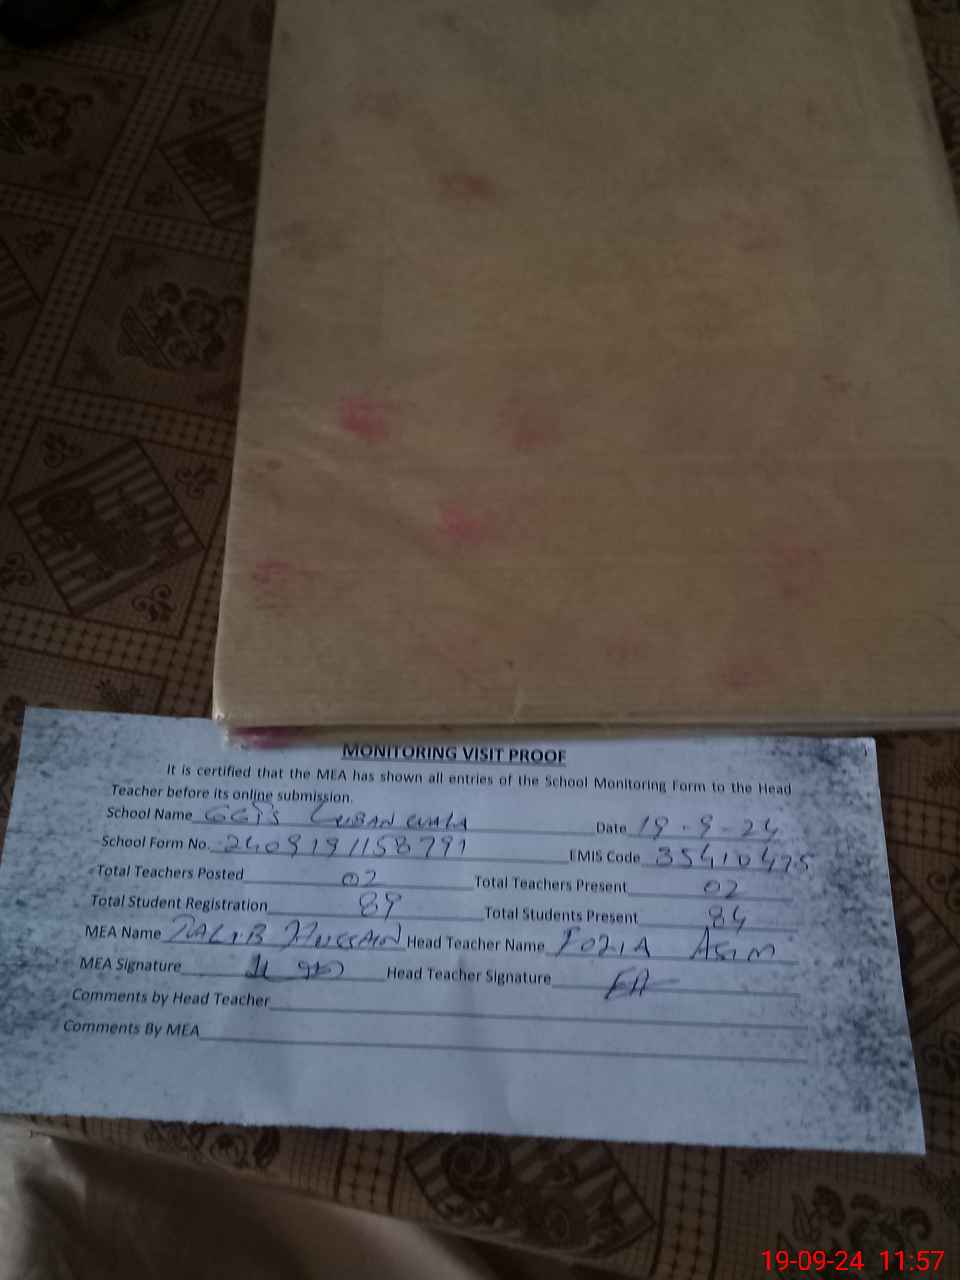 MONITORING VISIT PROOF
It is certified that the MEA has shown all entries of the School Monitoring Form to the Head
Teacher before its online submission.
School Name Date 19-9-24
School Form No. 2409191158791 EMIS Code 35410475
Total Teachers Posted 02 Total Teachers Present 02
Total Student Registration 89 Total Students Present 84
MEA Name Hussain Head Teacher Name Fozia Asim
MEA Signature Head Teacher Signature FA
Comments by Head Teacher
Comments By MEA
19-09-24 11:57